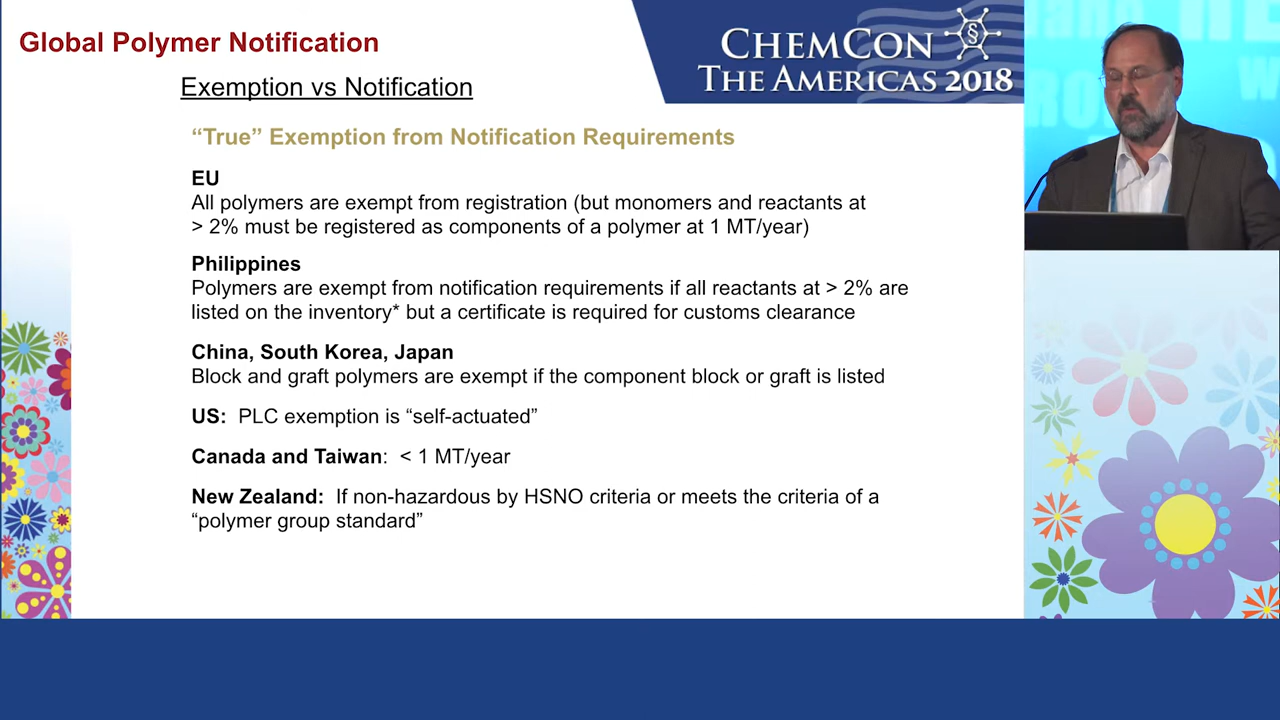 Global Polymer Notification
CHEMCON
THE AMERICAS 2018
§
Exemption vs Notification
“True” Exemption from Notification Requirements
EU
All polymers are exempt from registration (but monomers and reactants at
> 2% must be registered as components of a polymer at 1 MT/year)
Philippines
Polymers are exempt from notification requirements if all reactants at > 2% are
listed on the inventory* but a certificate is required for customs clearance
China, South Korea, Japan
Block and graft polymers are exempt if the component block or graft is listed
US: PLC exemption is “self-actuated”
Canada and Taiwan: < 1 MT/year
New Zealand: If non-hazardous by HSNO criteria or meets the criteria of a
“polymer group standard”